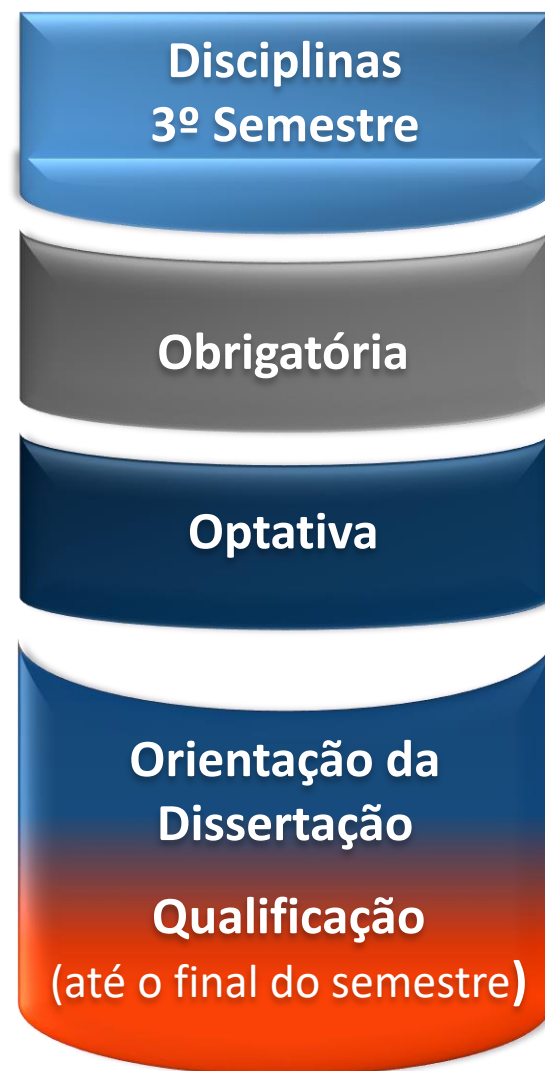 Disciplinas
3º Semestre
Obrigatória
Optativa
Orientação da
Dissertação
Qualificação
(até o final do semestre)